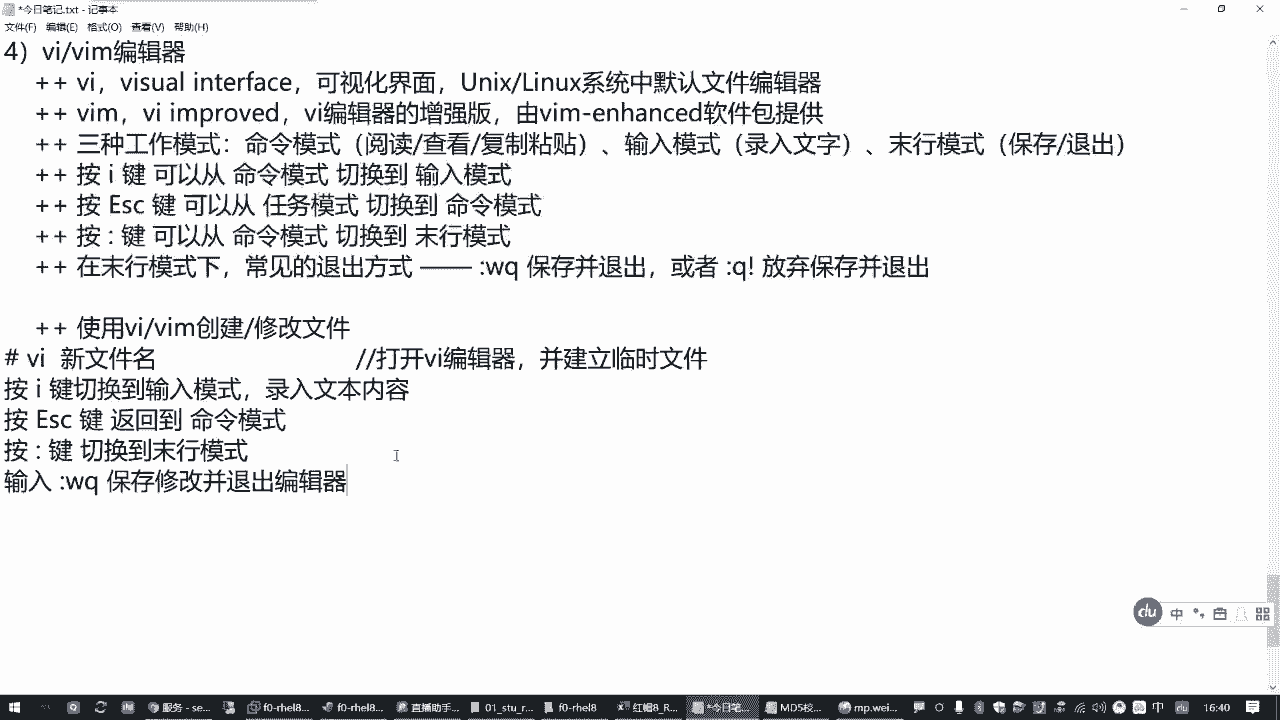 *今日笔记.txt - 记事本
文件(F) 编辑(E) 格式(O) 查看(V) 帮助(H)
4）vi/vim编辑器
++ vi，visual interface，可视化界面，Unix/Linux系统中默认文件编辑器
++ vim，vi improved，vi编辑器的增强版，由vim-enhanced软件包提供
++ 三种工作模式：命令模式（阅读/查看/复制粘贴）、输入模式（录入文字）、末行模式（保存/退出）
++ 按 i 键 可以从 命令模式 切换到 输入模式
++ 按 Esc 键 可以从 任务模式 切换到 命令模式
++ 按 : 键 可以从 命令模式 切换到 末行模式
++ 在末行模式下，常见的退出方式 —— :wq 保存并退出，或者 :q! 放弃保存并退出
++ 使用vi/vim创建/修改文件
# vi 新文件名 //打开vi编辑器，并建立临时文件
按 i 键切换到输入模式，录入文本内容
按 Esc 键 返回到 命令模式
按 : 键 切换到末行模式
输入 :wq 保存修改并退出编辑器
du 中
服务 - se... f0-rhel8... f0-rhel8... 直播助手... 01_stu_r... f0-rhel8 红帽8_R... *今日笔... MD5校... mp.wei... 中 du 16:40